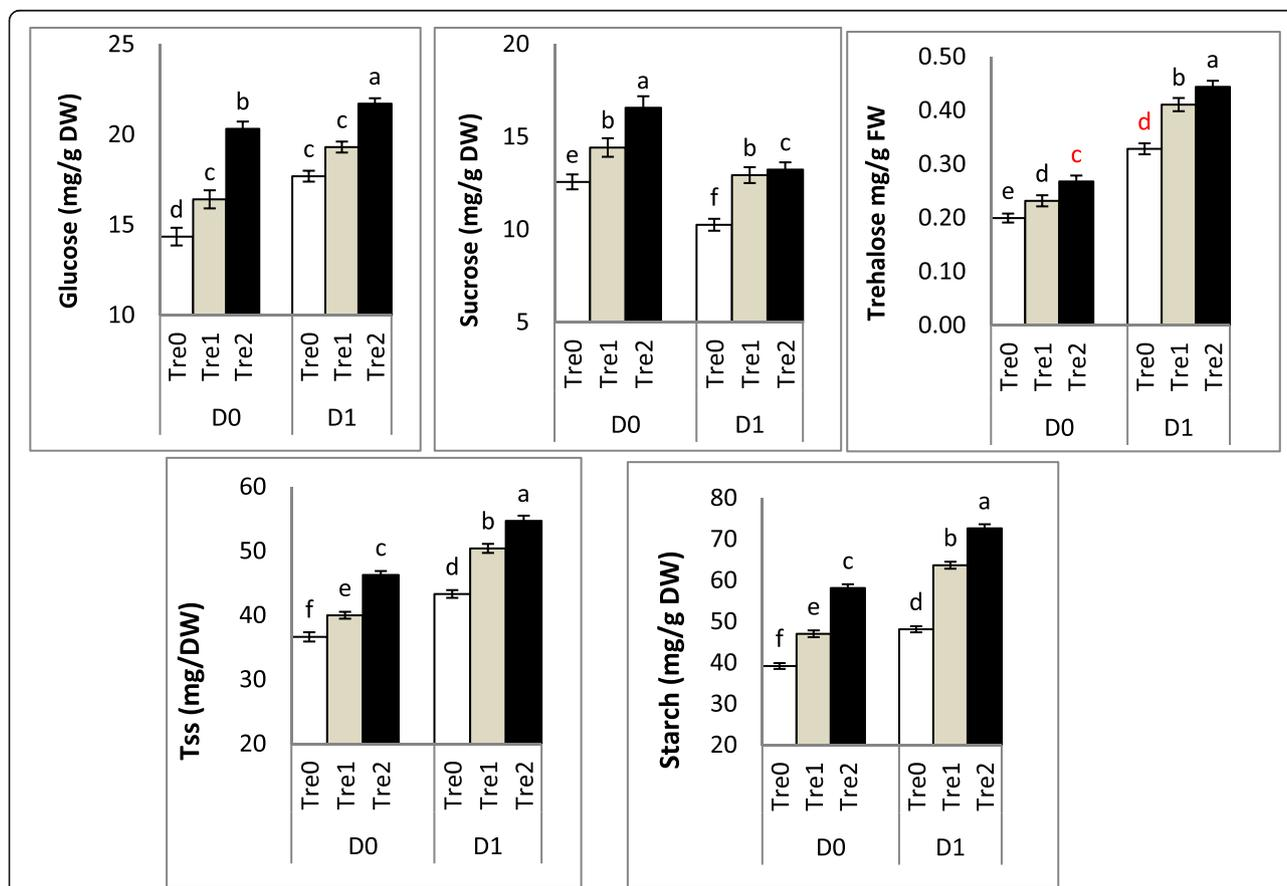 Glucose (mg/g DW)
25
20
15
10
d
c
b
c
c
a
Tre0
Tre1
Tre2
Tre0
Tre1
Tre2
D0
D1
Sucrose (mg/g DW)
20
15
10
5
e
b
a
f
b
c
Tre0
Tre1
Tre2
Tre0
Tre1
Tre2
D0
D1
Trehalose mg/g FW
0.50
0.40
0.30
0.20
0.10
0.00
e
d
c
d
b
a
Tre0
Tre1
Tre2
Tre0
Tre1
Tre2
D0
D1
Tss (mg/DW)
60
50
40
30
20
f
e
c
d
b
a
Tre0
Tre1
Tre2
Tre0
Tre1
Tre2
D0
D1
Starch (mg/g DW)
80
70
60
50
40
30
20
f
e
c
d
b
a
Tre0
Tre1
Tre2
Tre0
Tre1
Tre2
D0
D1